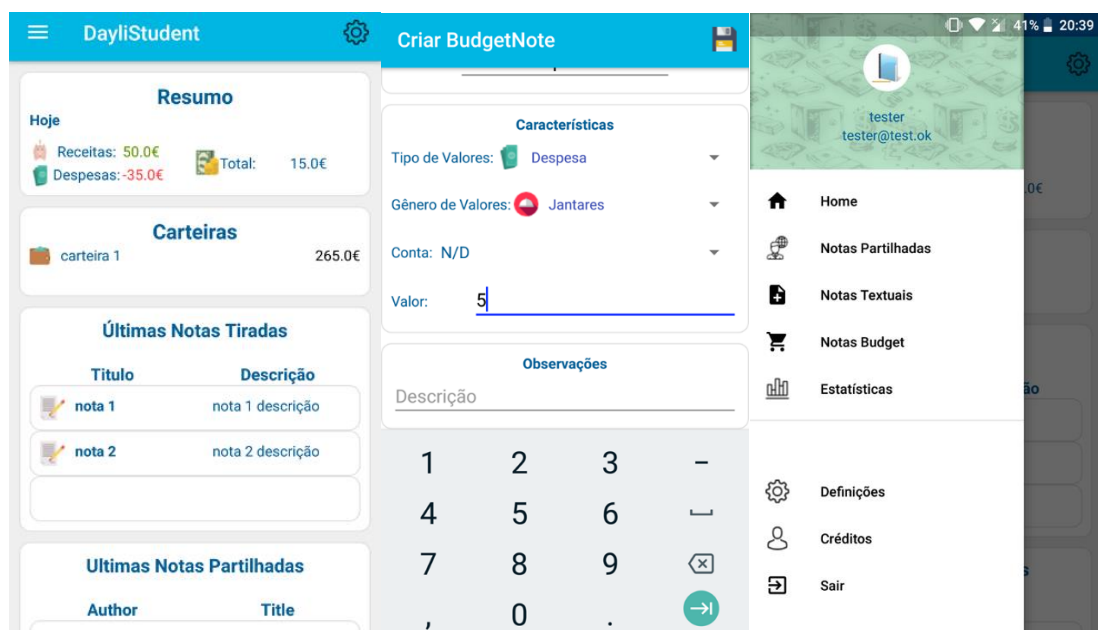 DayliStudent
Resumo
Hoje
Receitas: 50.0€
Despesas: -35.0€
Total: 15.0€
Carteiras
carteira 1 265.0€
Últimas Notas Tiradas
Titulo Descrição
nota 1 nota 1 descrição
nota 2 nota 2 descrição
Ultimas Notas Partilhadas
Author Title
Criar BudgetNote
Características
Tipo de Valores: Despesa
Gênero de Valores: Jantares
Conta: N/D
Valor: 5
Observações
Descrição
1 2 3 -
4 5 6
7 8 9
, 0 .
41% 20:39
tester
tester@test.ok
Home
Notas Partilhadas
Notas Textuais
Notas Budget
Estatísticas
Definições
Créditos
Sair
.0€
ão
s